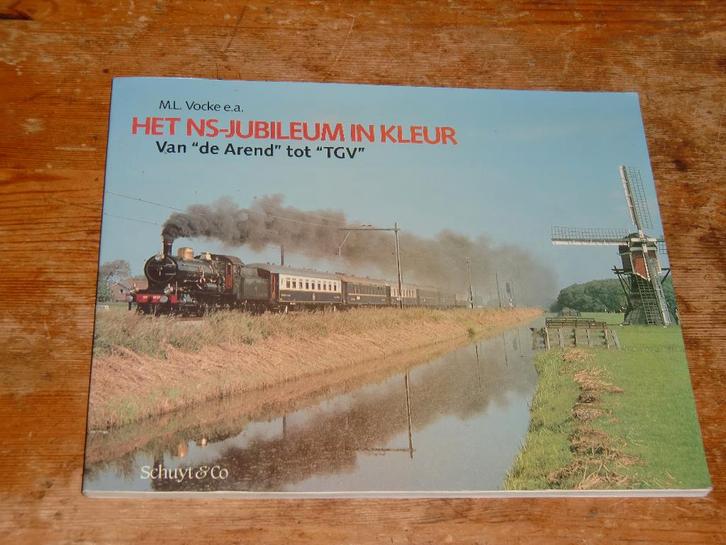 M.L. Vocke e.a.
HET NS-JUBILEUM IN KLEUR
Van "de Arend" tot "TGV"
Schuyt & Co